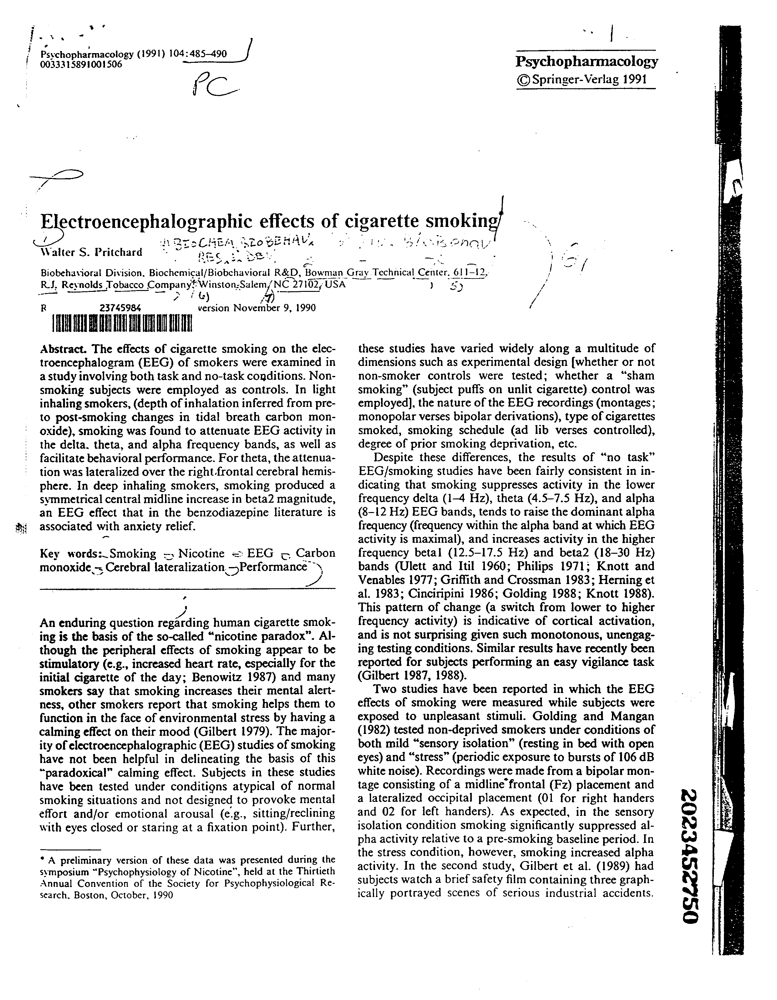 Psychopharmacology (1991) 104:485–490
0033315891001506
PC
Psychopharmacology
© Springer-Verlag 1991
Electroencephalographic effects of cigarette smoking
Walter S. Pritchard
Biobehavioral Division, Biochemical/Biobehavioral R&D, Bowman Gray Technical Center, 611–12,
R.J. Reynolds Tobacco Company, Winston-Salem, NC 27102, USA
R 23745984 version November 9, 1990
Abstract. The effects of cigarette smoking on the elec-
troencephalogram (EEG) of smokers were examined in
a study involving both task and no-task conditions. Non-
smoking subjects were employed as controls. In light
inhaling smokers, (depth of inhalation inferred from pre-
to post-smoking changes in tidal breath carbon mon-
oxide), smoking was found to attenuate EEG activity in
the delta, theta, and alpha frequency bands, as well as
facilitate behavioral performance. For theta, the attenua-
tion was lateralized over the right-frontal cerebral hemis-
phere. In deep inhaling smokers, smoking produced a
symmetrical central midline increase in beta2 magnitude,
an EEG effect that in the benzodiazepine literature is
associated with anxiety relief.
Key words: Smoking – Nicotine – EEG – Carbon
monoxide – Cerebral lateralization – Performance
An enduring question regarding human cigarette smok-
ing is the basis of the so-called “nicotine paradox”. Al-
though the peripheral effects of smoking appear to be
stimulatory (e.g., increased heart rate, especially for the
initial cigarette of the day; Benowitz 1987) and many
smokers say that smoking increases their mental alert-
ness, other smokers report that smoking helps them to
function in the face of environmental stress by having a
calming effect on their mood (Gilbert 1979). The major-
ity of electroencephalographic (EEG) studies of smoking
have not been helpful in delineating the basis of this
“paradoxical” calming effect. Subjects in these studies
have been tested under conditions atypical of normal
smoking situations and not designed to provoke mental
effort and/or emotional arousal (e.g., sitting/reclining
with eyes closed or staring at a fixation point). Further,
* A preliminary version of these data was presented during the
symposium “Psychophysiology of Nicotine”, held at the Thirtieth
Annual Convention of the Society for Psychophysiological Re-
search, Boston, October, 1990
these studies have varied widely along a multitude of
dimensions such as experimental design [whether or not
non-smoker controls were tested; whether a “sham
smoking” (subject puffs on unlit cigarette) control was
employed], the nature of the EEG recordings (montages;
monopolar verses bipolar derivations), type of cigarettes
smoked, smoking schedule (ad lib verses controlled),
degree of prior smoking deprivation, etc.
Despite these differences, the results of “no task”
EEG/smoking studies have been fairly consistent in in-
dicating that smoking suppresses activity in the lower
frequency delta (1–4 Hz), theta (4.5–7.5 Hz), and alpha
(8–12 Hz) EEG bands, tends to raise the dominant alpha
frequency (frequency within the alpha band at which EEG
activity is maximal), and increases activity in the higher
frequency beta1 (12.5–17.5 Hz) and beta2 (18–30 Hz)
bands (Ulett and Itil 1960; Philips 1971; Knott and
Venables 1977; Griffith and Crossman 1983; Herning et
al. 1983; Cinciripini 1986; Golding 1988; Knott 1988).
This pattern of change (a switch from lower to higher
frequency activity) is indicative of cortical activation,
and is not surprising given such monotonous, unengag-
ing testing conditions. Similar results have recently been
reported for subjects performing an easy vigilance task
(Gilbert 1987, 1988).
Two studies have been reported in which the EEG
effects of smoking were measured while subjects were
exposed to unpleasant stimuli. Golding and Mangan
(1982) tested non-deprived smokers under conditions of
both mild “sensory isolation” (resting in bed with open
eyes) and “stress” (periodic exposure to bursts of 106 dB
white noise). Recordings were made from a bipolar mon-
tage consisting of a midline frontal (Fz) placement and
a lateralized occipital placement (01 for right handers
and 02 for left handers). As expected, in the sensory
isolation condition smoking significantly suppressed al-
pha activity relative to a pre-smoking baseline period. In
the stress condition, however, smoking increased alpha
activity. In the second study, Gilbert et al. (1989) had
subjects watch a brief safety film containing three graph-
ically portrayed scenes of serious industrial accidents.
2023452750